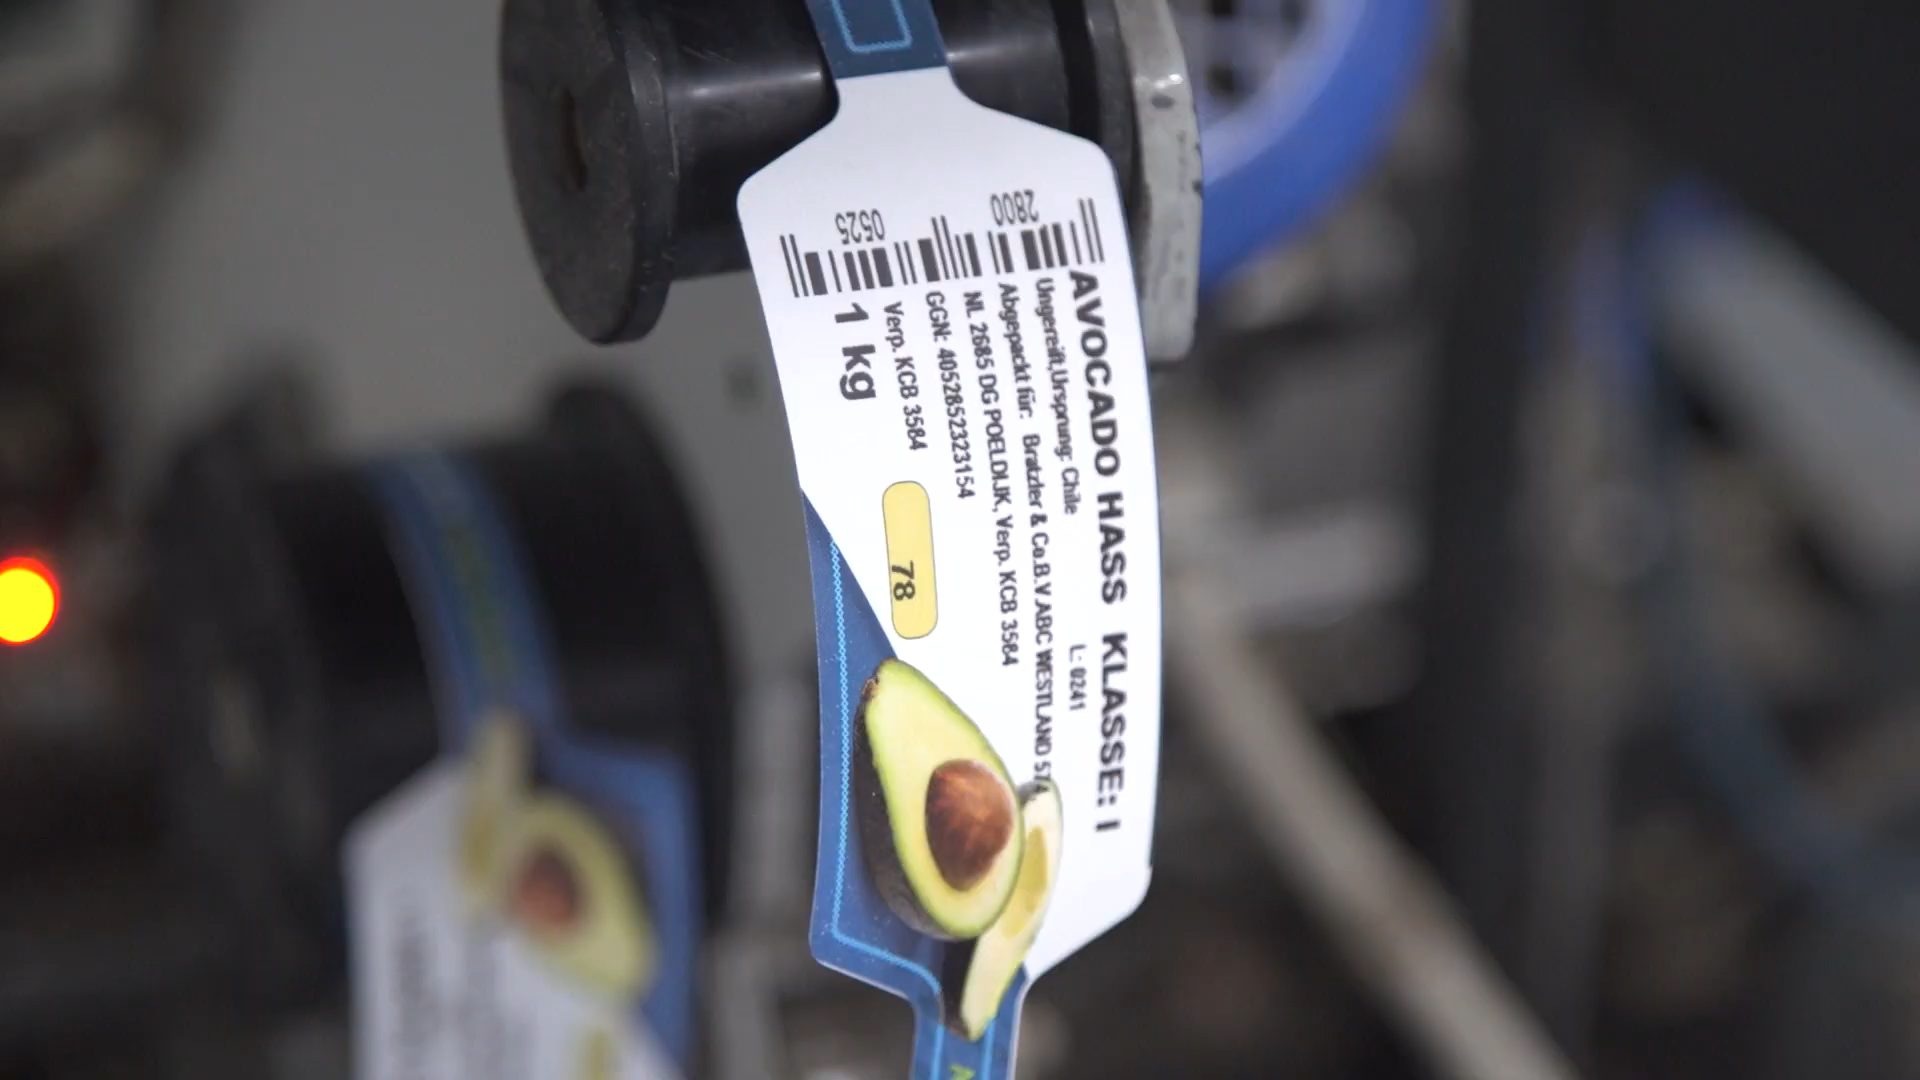 AVOCADO HASS KLASSE: I
Ungereift,Ursprung: Chile L: 0241
Abgepackt für: Bratzler & Co.B.V.ABC WESTLAND 574
NL 2685 DG POELDIJK, Verp. KCB 3584
GGN: 4052852323154
Verp. KCB 3584
1 kg
78
2800
0525